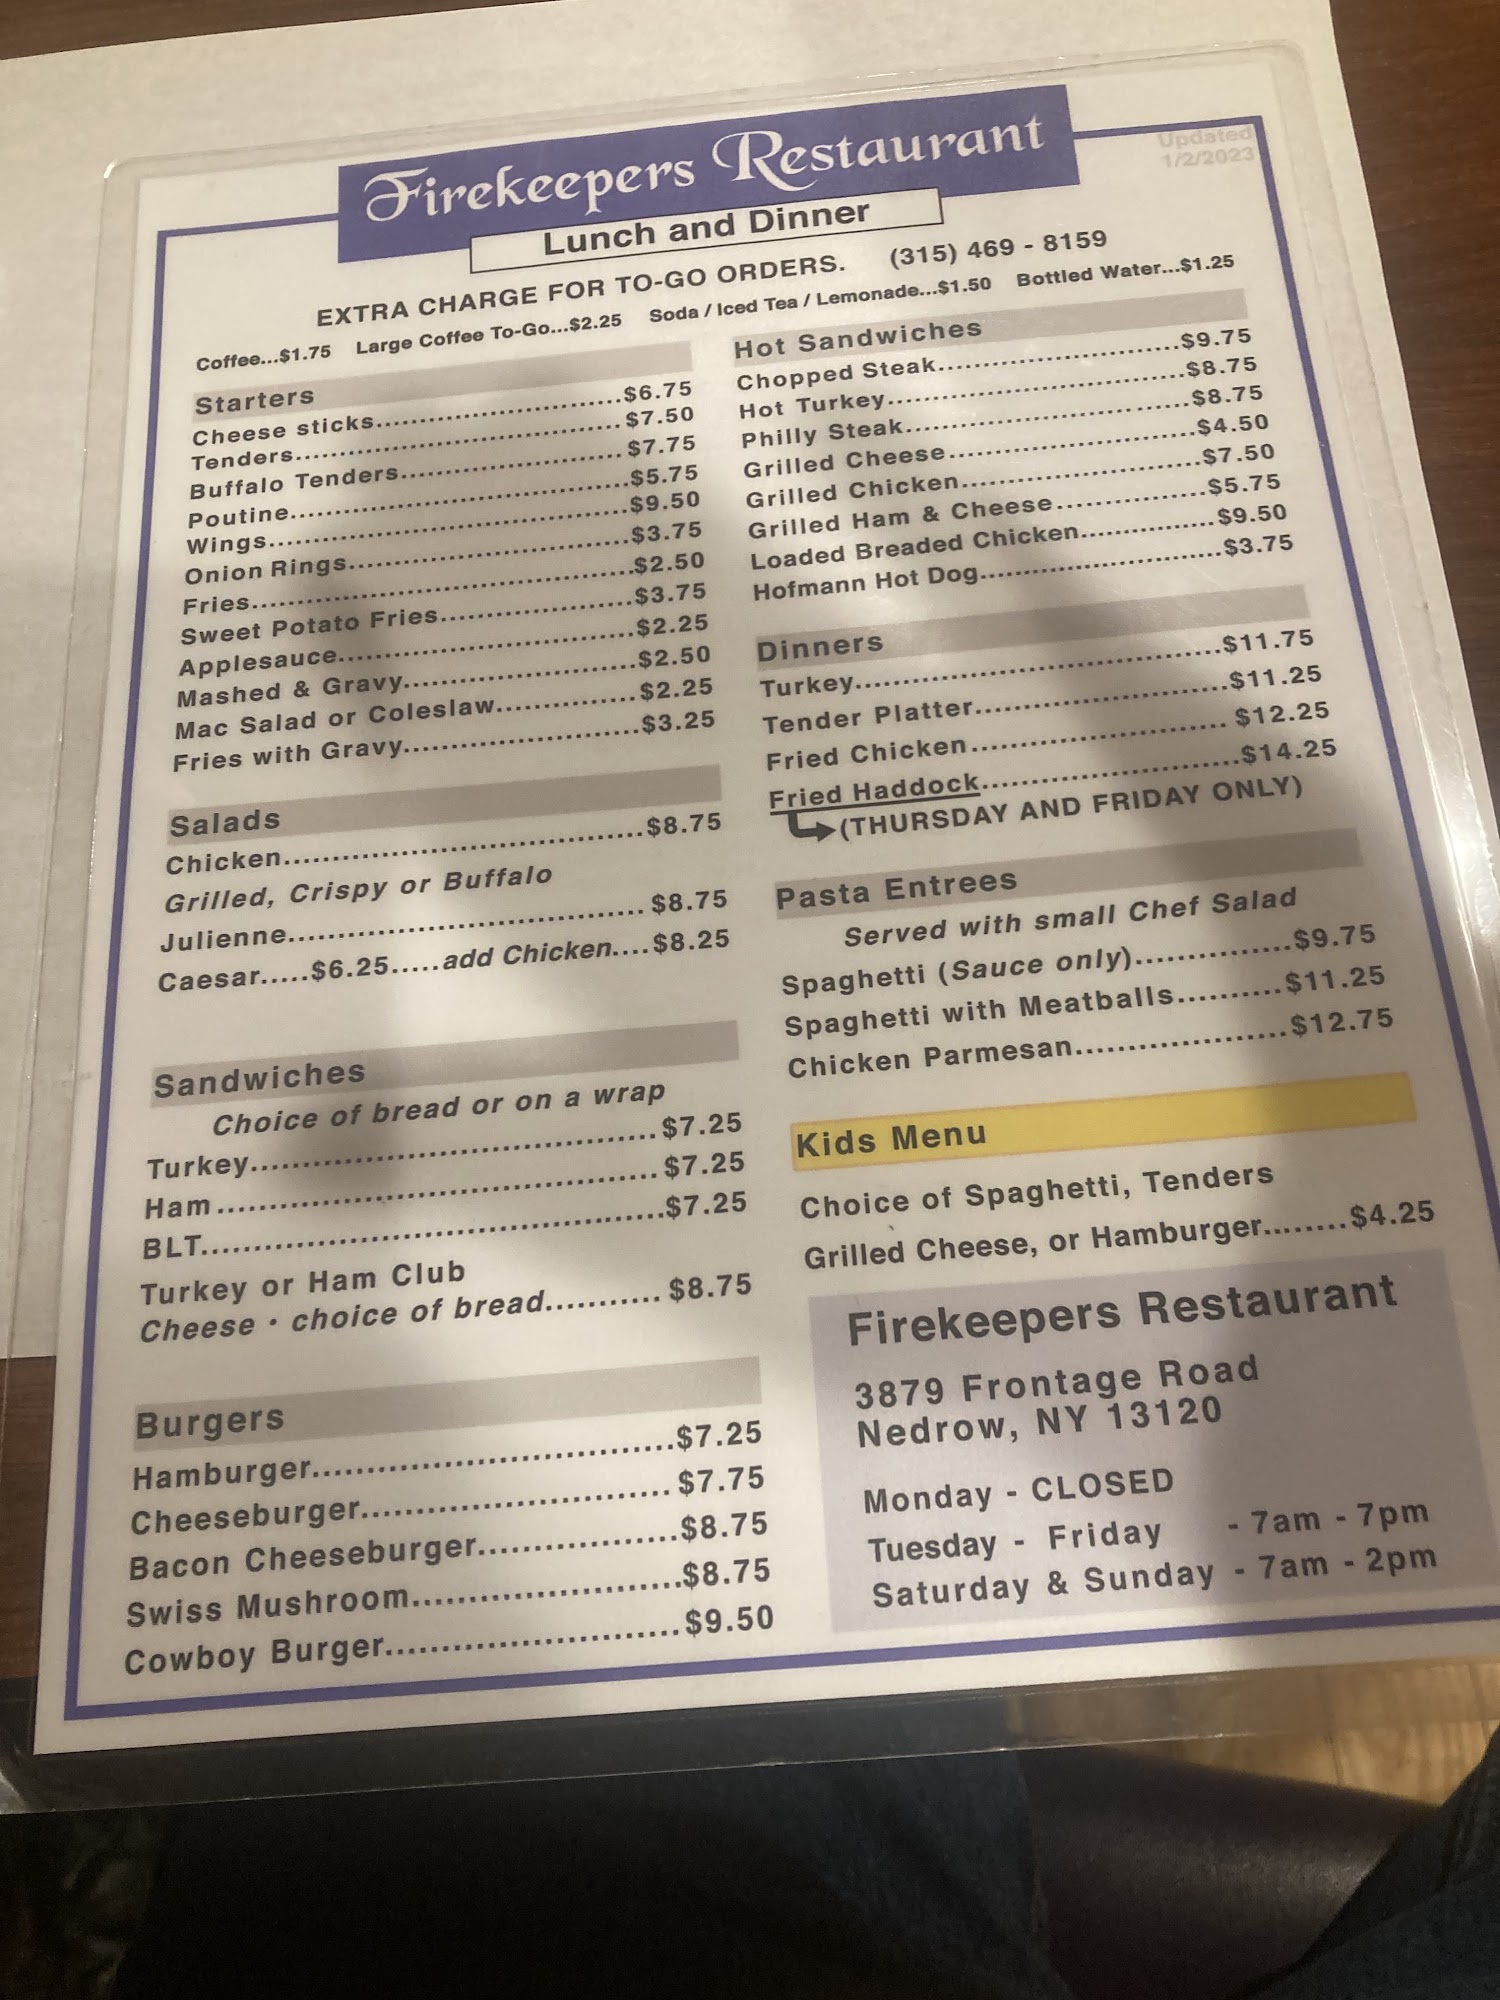 Firekeepers Restaurant
Updated
1/2/2023
Lunch and Dinner
EXTRA CHARGE FOR TO-GO ORDERS. (315) 469 - 8159
Coffee...$1.75 Large Coffee To-Go...$2.25 Soda / Iced Tea / Lemonade...$1.50 Bottled Water...$1.25
Starters
Cheese sticks..............................$6.75
Tenders........................................$7.50
Buffalo Tenders...........................$7.75
Poutine.........................................$5.75
Wings............................................$9.50
Onion Rings..................................$3.75
Fries..............................................$2.50
Sweet Potato Fries.......................$3.75
Applesauce...................................$2.25
Mashed & Gravy...........................$2.50
Mac Salad or Coleslaw................$2.25
Fries with Gravy...........................$3.25
Salads
Chicken.........................................$8.75
Grilled, Crispy or Buffalo
Julienne......................................... $8.75
Caesar.....$6.25.....add Chicken....$8.25
Sandwiches
Choice of bread or on a wrap
Turkey............................................$7.25
Ham................................................$7.25
BLT.................................................$7.25
Turkey or Ham Club
Cheese • choice of bread........... $8.75
Burgers
Hamburger....................................$7.25
Cheeseburger............................... $7.75
Bacon Cheeseburger....................$8.75
Swiss Mushroom...........................$8.75
Cowboy Burger.............................$9.50
Hot Sandwiches
Chopped Steak............................$9.75
Hot Turkey...................................$8.75
Philly Steak..................................$8.75
Grilled Cheese.............................$4.50
Grilled Chicken............................$7.50
Grilled Ham & Cheese.................$5.75
Loaded Breaded Chicken...............$9.50
Hofmann Hot Dog...........................$3.75
Dinners
Turkey..........................................$11.75
Tender Platter..............................$11.25
Fried Chicken............................. $12.25
Fried Haddock.............................$14.25
(THURSDAY AND FRIDAY ONLY)
Pasta Entrees
Served with small Chef Salad
Spaghetti (Sauce only)...............$9.75
Spaghetti with Meatballs..........$11.25
Chicken Parmesan....................$12.75
Kids Menu
Choice of Spaghetti, Tenders
Grilled Cheese, or Hamburger........$4.25
Firekeepers Restaurant
3879 Frontage Road
Nedrow, NY 13120
Monday - CLOSED
Tuesday - Friday - 7am - 7pm
Saturday & Sunday - 7am - 2pm